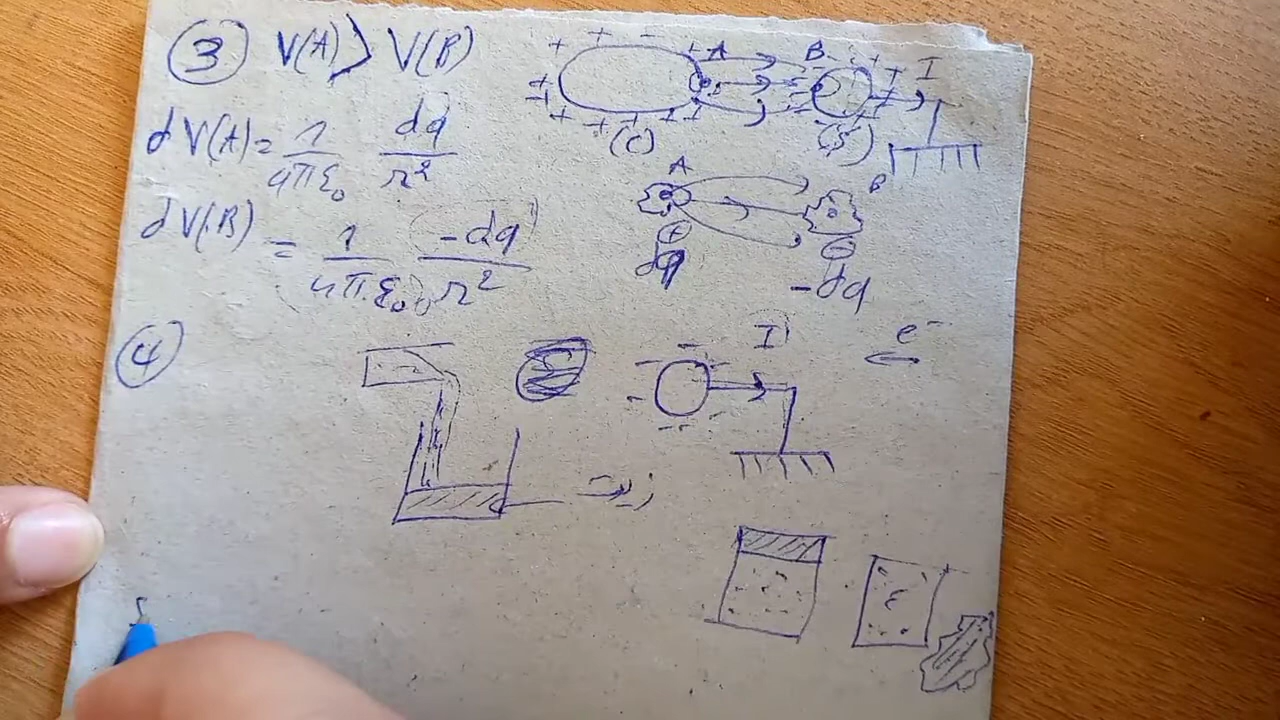 3 V(A) > V(B)
dV(A) = 1/4πε₀ dq/r²
dV(B) = 1/4πε₀ -dq/r²
A B I
(C) (S)
A B
⊕ ⊖
dq -dq
4
I e⁻